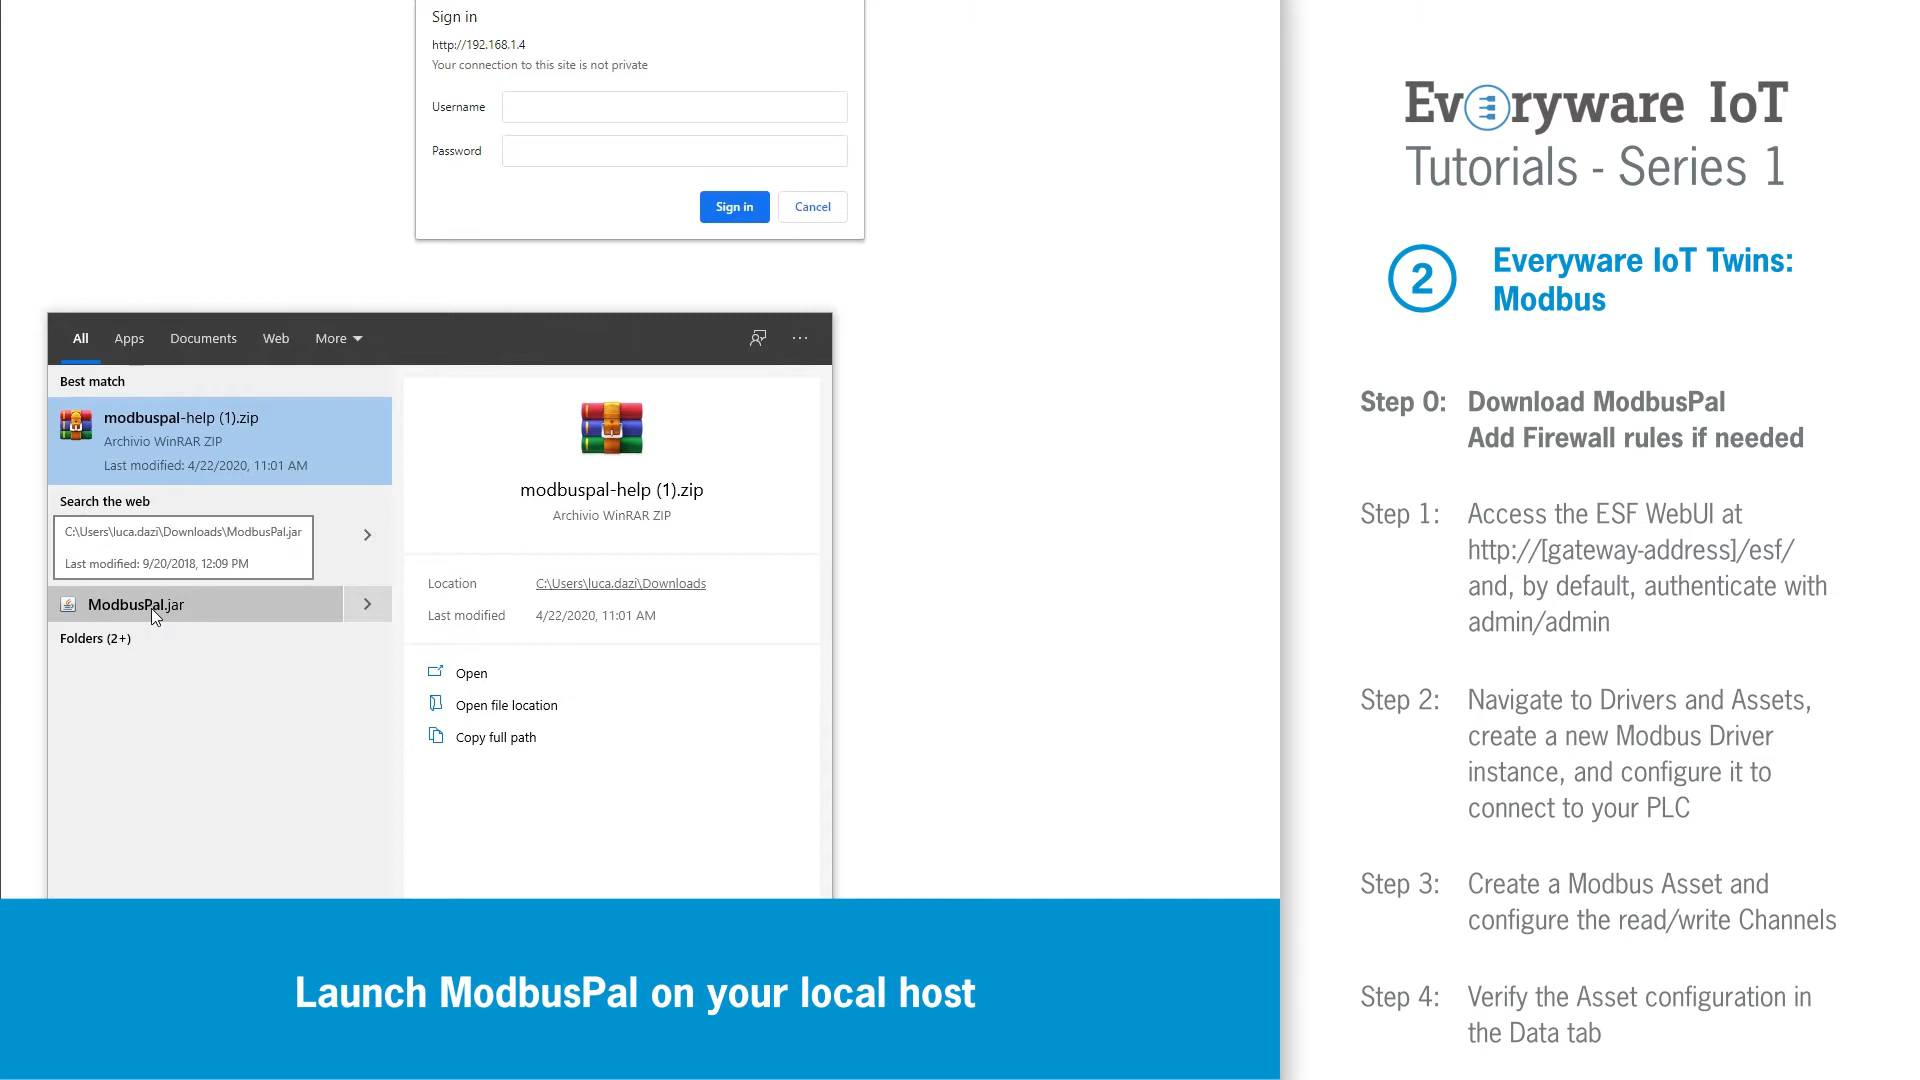 Sign in
http://192.168.1.4
Your connection to this site is not private
Username
Password
Sign in
Cancel
All
Apps
Documents
Web
More
Best match
modbuspal-help (1).zip
Archivio WinRAR ZIP
Last modified: 4/22/2020, 11:01 AM
Search the web
C:\Users\luca.dazi\Downloads\ModbusPal.jar
Last modified: 9/20/2018, 12:09 PM
ModbusPal.jar
Folders (2+)
modbuspal-help (1).zip
Archivio WinRAR ZIP
Location C:\Users\luca.dazi\Downloads
Last modified 4/22/2020, 11:01 AM
Open
Open file location
Copy full path
Launch ModbusPal on your local host
Everyware IoT
Tutorials - Series 1
2
Everyware IoT Twins:
Modbus
Step 0: Download ModbusPal
Add Firewall rules if needed
Step 1: Access the ESF WebUI at
http://[gateway-address]/esf/
and, by default, authenticate with
admin/admin
Step 2: Navigate to Drivers and Assets,
create a new Modbus Driver
instance, and configure it to
connect to your PLC
Step 3: Create a Modbus Asset and
configure the read/write Channels
Step 4: Verify the Asset configuration in
the Data tab